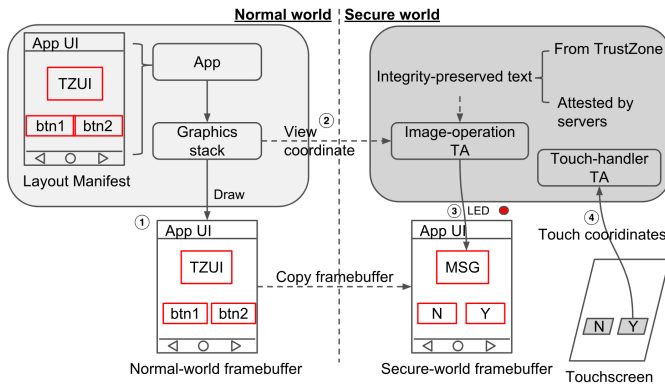 Normal world
Secure world
App UI
TZUI
btn1
btn2
Layout Manifest
App
Graphics
stack
Draw
2
View
coordinate
Integrity-preserved text
From TrustZone
Attested by
servers
Image-operation
TA
Touch-handler
TA
1
App UI
TZUI
btn1
btn2
Normal-world framebuffer
Copy framebuffer
3
LED
App UI
MSG
N
Y
Secure-world framebuffer
4
Touch cooridinates
N
Y
Touchscreen